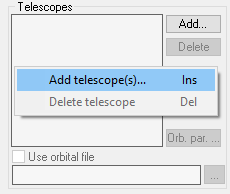 Telescopes
Add...
Delete
Add telescope(s)... Ins
Delete telescope Del
Orb. par. ...
Use orbital file
...